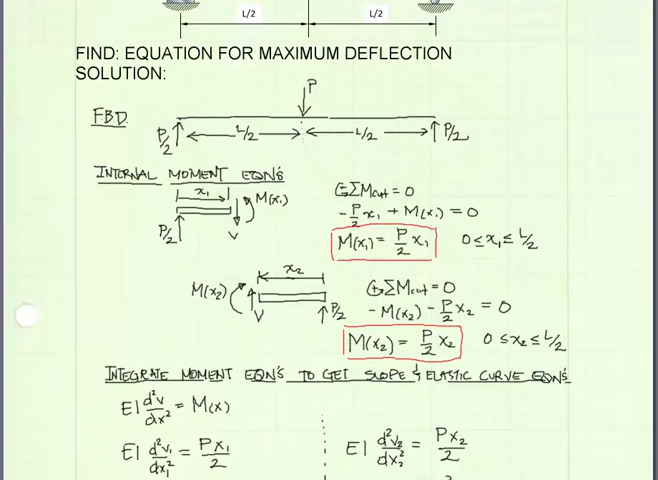 L/2 L/2
FIND: EQUATION FOR MAXIMUM DEFLECTION
SOLUTION:
P
FBD
P/2 L/2 L/2 P/2
INTERNAL MOMENT EQN'S
x₁ M(x₁) ΣMcut = 0
P/2 V -P/2 x₁ + M(x₁) = 0
M(x₁) = P/2 x₁ 0 ≤ x₁ ≤ L/2
x₂
M(x₂) V P/2 ΣMcut = 0
-M(x₂) - P/2 x₂ = 0
M(x₂) = P/2 x₂ 0 ≤ x₂ ≤ L/2
INTEGRATE MOMENT EQN'S TO GET SLOPE & ELASTIC CURVE EQN'S
EI d²v/dx² = M(x)
EI d²v₁/dx₁² = Px₁/2 EI d²v₂/dx₂² = Px₂/2